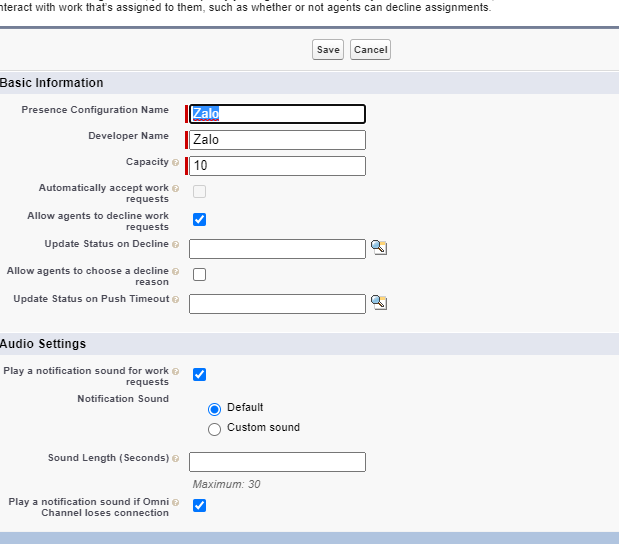 nteract with work that's assigned to them, such as whether or not agents can decline assignments.
Save Cancel
Basic Information
Presence Configuration Name Zalo
Developer Name Zalo
Capacity 10
Automatically accept work
requests
Allow agents to decline work
requests
Update Status on Decline
Allow agents to choose a decline
reason
Update Status on Push Timeout
Audio Settings
Play a notification sound for work
requests
Notification Sound
Default
Custom sound
Sound Length (Seconds)
Maximum: 30
Play a notification sound if Omni
Channel loses connection